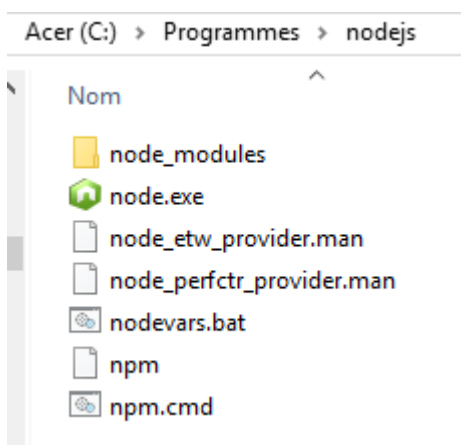 Acer (C:) > Programmes > nodejs
Nom
node_modules
node.exe
node_etw_provider.man
node_perfctr_provider.man
nodevars.bat
npm
npm.cmd